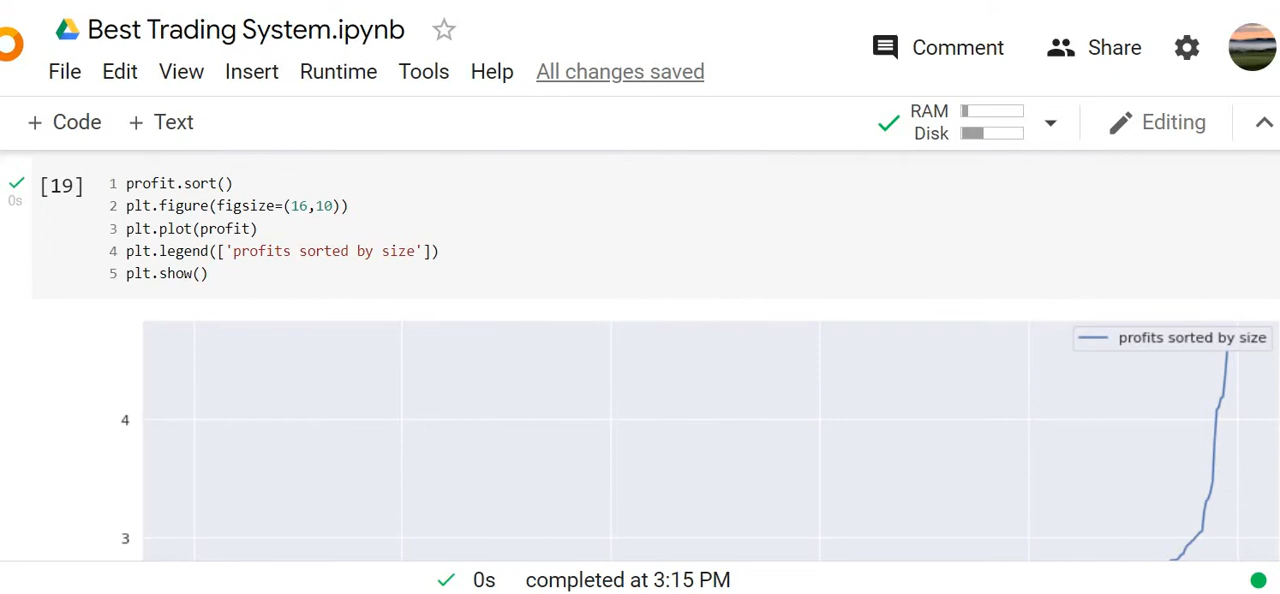 Best Trading System.ipynb
Comment
Share
File Edit View Insert Runtime Tools Help All changes saved
+ Code + Text
RAM
Disk
Editing
[19]
0s
1 profit.sort()
2 plt.figure(figsize=(16,10))
3 plt.plot(profit)
4 plt.legend(['profits sorted by size'])
5 plt.show()
profits sorted by size
4
3
0s completed at 3:15 PM